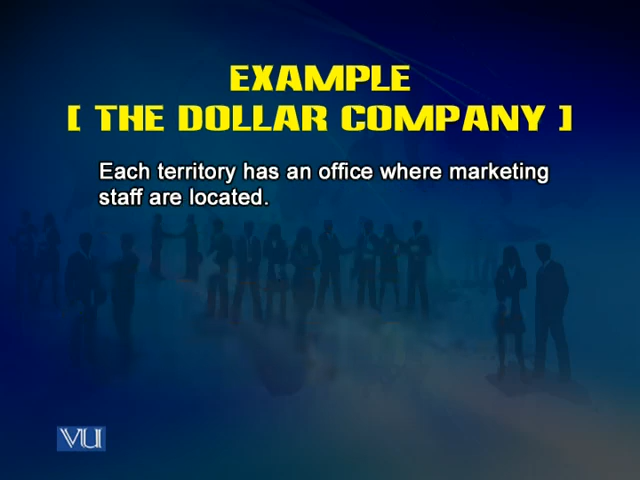 EXAMPLE
[ THE DOLLAR COMPANY ]
Each territory has an office where marketing
staff are located.
VU